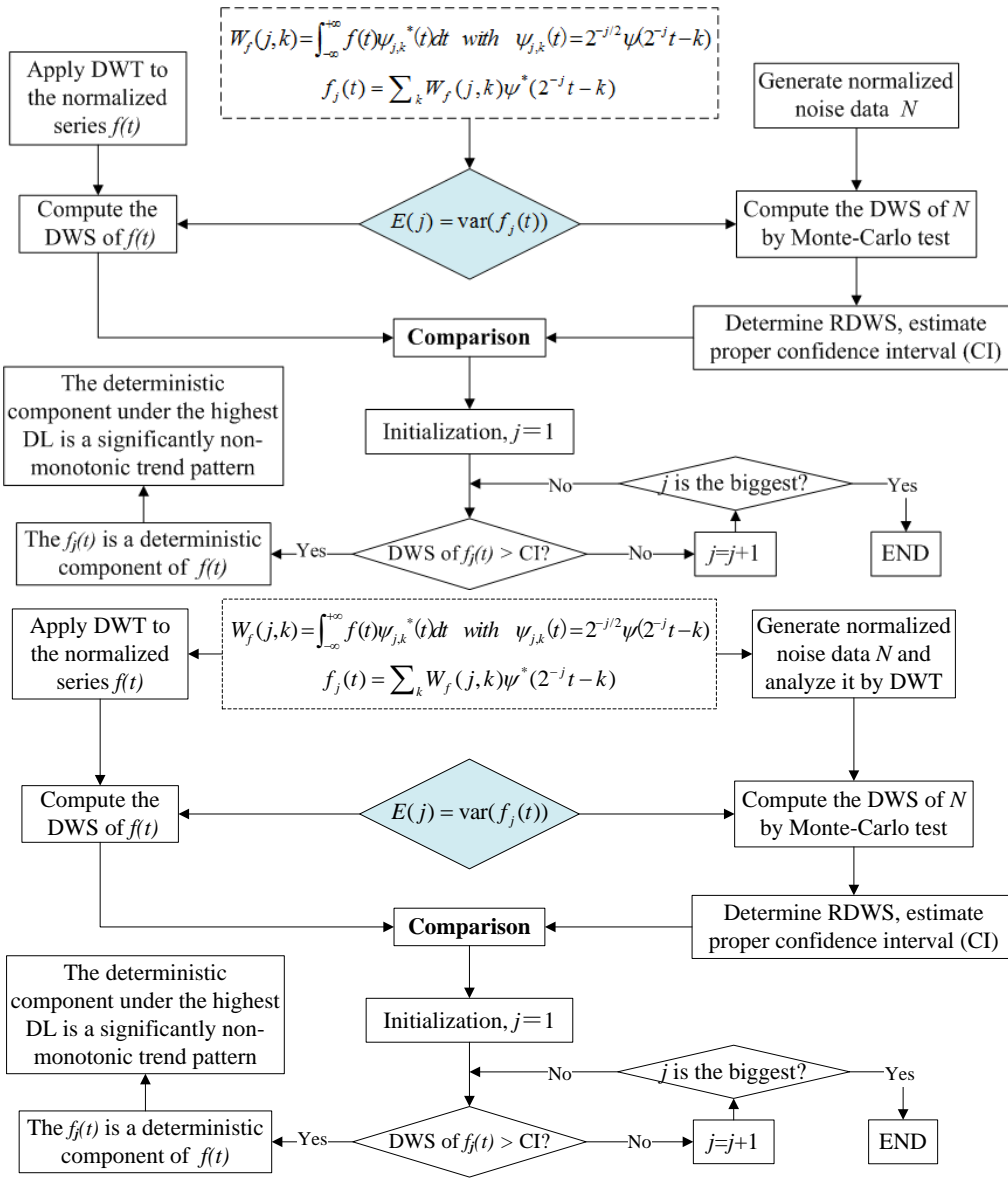 W_f(j,k)=∫_{-∞}^{+∞} f(t)ψ_{j,k}^*(t)dt with ψ_{j,k}(t)=2^{-j/2}ψ(2^{-j}t−k)
f_j(t)=∑_k W_f(j,k)ψ^*(2^{-j}t−k)
Apply DWT to
the normalized
series f(t)
Generate normalized
noise data N
Compute the
DWS of f(t)
E(j)=var(f_j(t))
Compute the DWS of N
by Monte-Carlo test
Comparison
Determine RDWS, estimate
proper confidence interval (CI)
The deterministic
component under the highest
DL is a significantly non-
monotonic trend pattern
Initialization, j=1
No
j is the biggest?
Yes
The f_j(t) is a deterministic
component of f(t)
Yes
DWS of f_j(t) > CI?
No
j=j+1
END
Apply DWT to
the normalized
series f(t)
W_f(j,k)=∫_{-∞}^{+∞} f(t)ψ_{j,k}^*(t)dt with ψ_{j,k}(t)=2^{-j/2}ψ(2^{-j}t−k)
f_j(t)=∑_k W_f(j,k)ψ^*(2^{-j}t−k)
Generate normalized
noise data N and
analyze it by DWT
Compute the
DWS of f(t)
E(j)=var(f_j(t))
Compute the DWS of N
by Monte-Carlo test
Comparison
Determine RDWS, estimate
proper confidence interval (CI)
The deterministic
component under the highest
DL is a significantly non-
monotonic trend pattern
Initialization, j=1
No
j is the biggest?
Yes
The f_j(t) is a deterministic
component of f(t)
Yes
DWS of f_j(t) > CI?
No
j=j+1
END